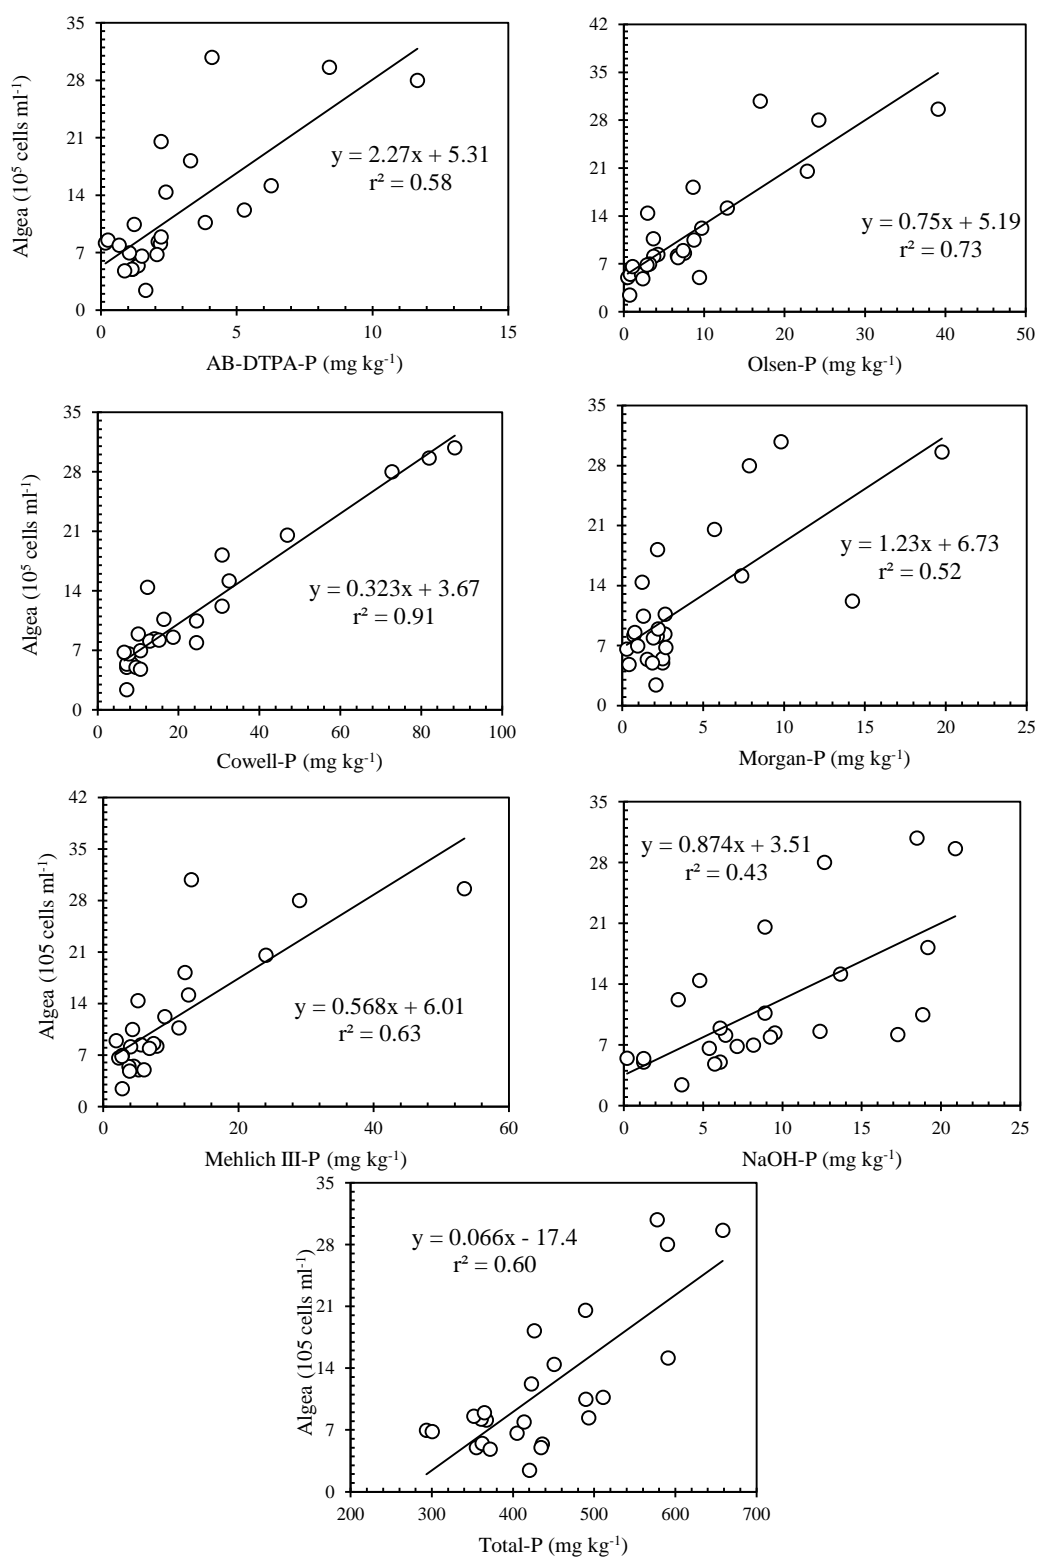 35
28
21
14
7
0
Algea (10⁵ cells ml⁻¹)
y = 2.27x + 5.31
r² = 0.58
0 5 10 15
AB-DTPA-P (mg kg⁻¹)
42
35
28
21
14
7
0
y = 0.75x + 5.19
r² = 0.73
0 10 20 30 40 50
Olsen-P (mg kg⁻¹)
35
28
21
14
7
0
Algea (10⁵ cells ml⁻¹)
y = 0.323x + 3.67
r² = 0.91
0 20 40 60 80 100
Cowell-P (mg kg⁻¹)
35
28
21
14
7
0
y = 1.23x + 6.73
r² = 0.52
0 5 10 15 20 25
Morgan-P (mg kg⁻¹)
42
35
28
21
14
7
0
Algea (105 cells ml⁻¹)
y = 0.568x + 6.01
r² = 0.63
0 20 40 60
Mehlich III-P (mg kg⁻¹)
35
28
21
14
7
0
y = 0.874x + 3.51
r² = 0.43
0 5 10 15 20 25
NaOH-P (mg kg⁻¹)
35
28
21
14
7
0
Algea (105 cells ml⁻¹)
y = 0.066x - 17.4
r² = 0.60
200 300 400 500 600 700
Total-P (mg kg⁻¹)